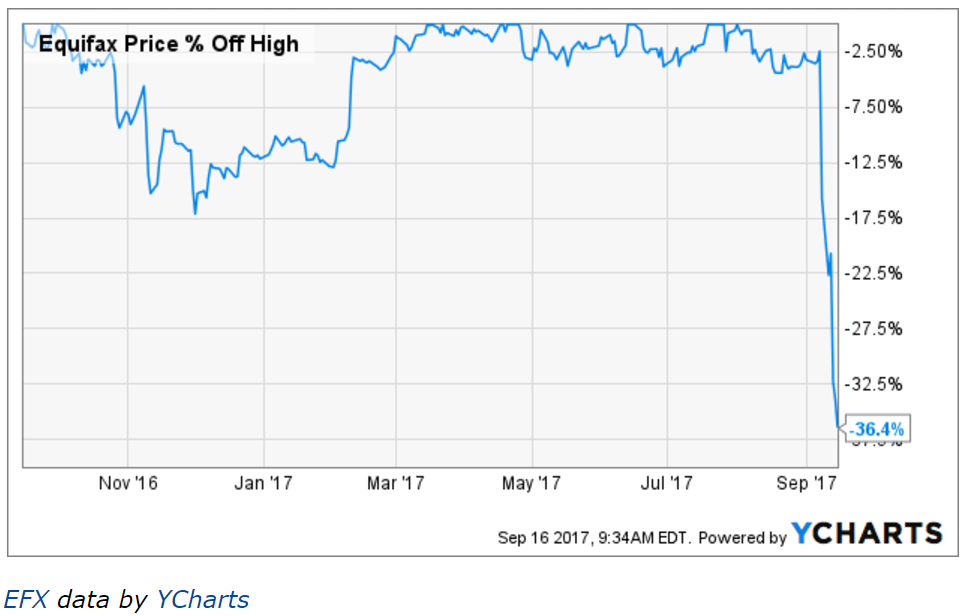 Equifax Price % Off High
-2.50%
-7.50%
-12.5%
-17.5%
-22.5%
-27.5%
-32.5%
-36.4%
Nov '16 Jan '17 Mar '17 May '17 Jul '17 Sep '17
Sep 16 2017, 9:34AM EDT. Powered by YCHARTS
EFX data by YCharts